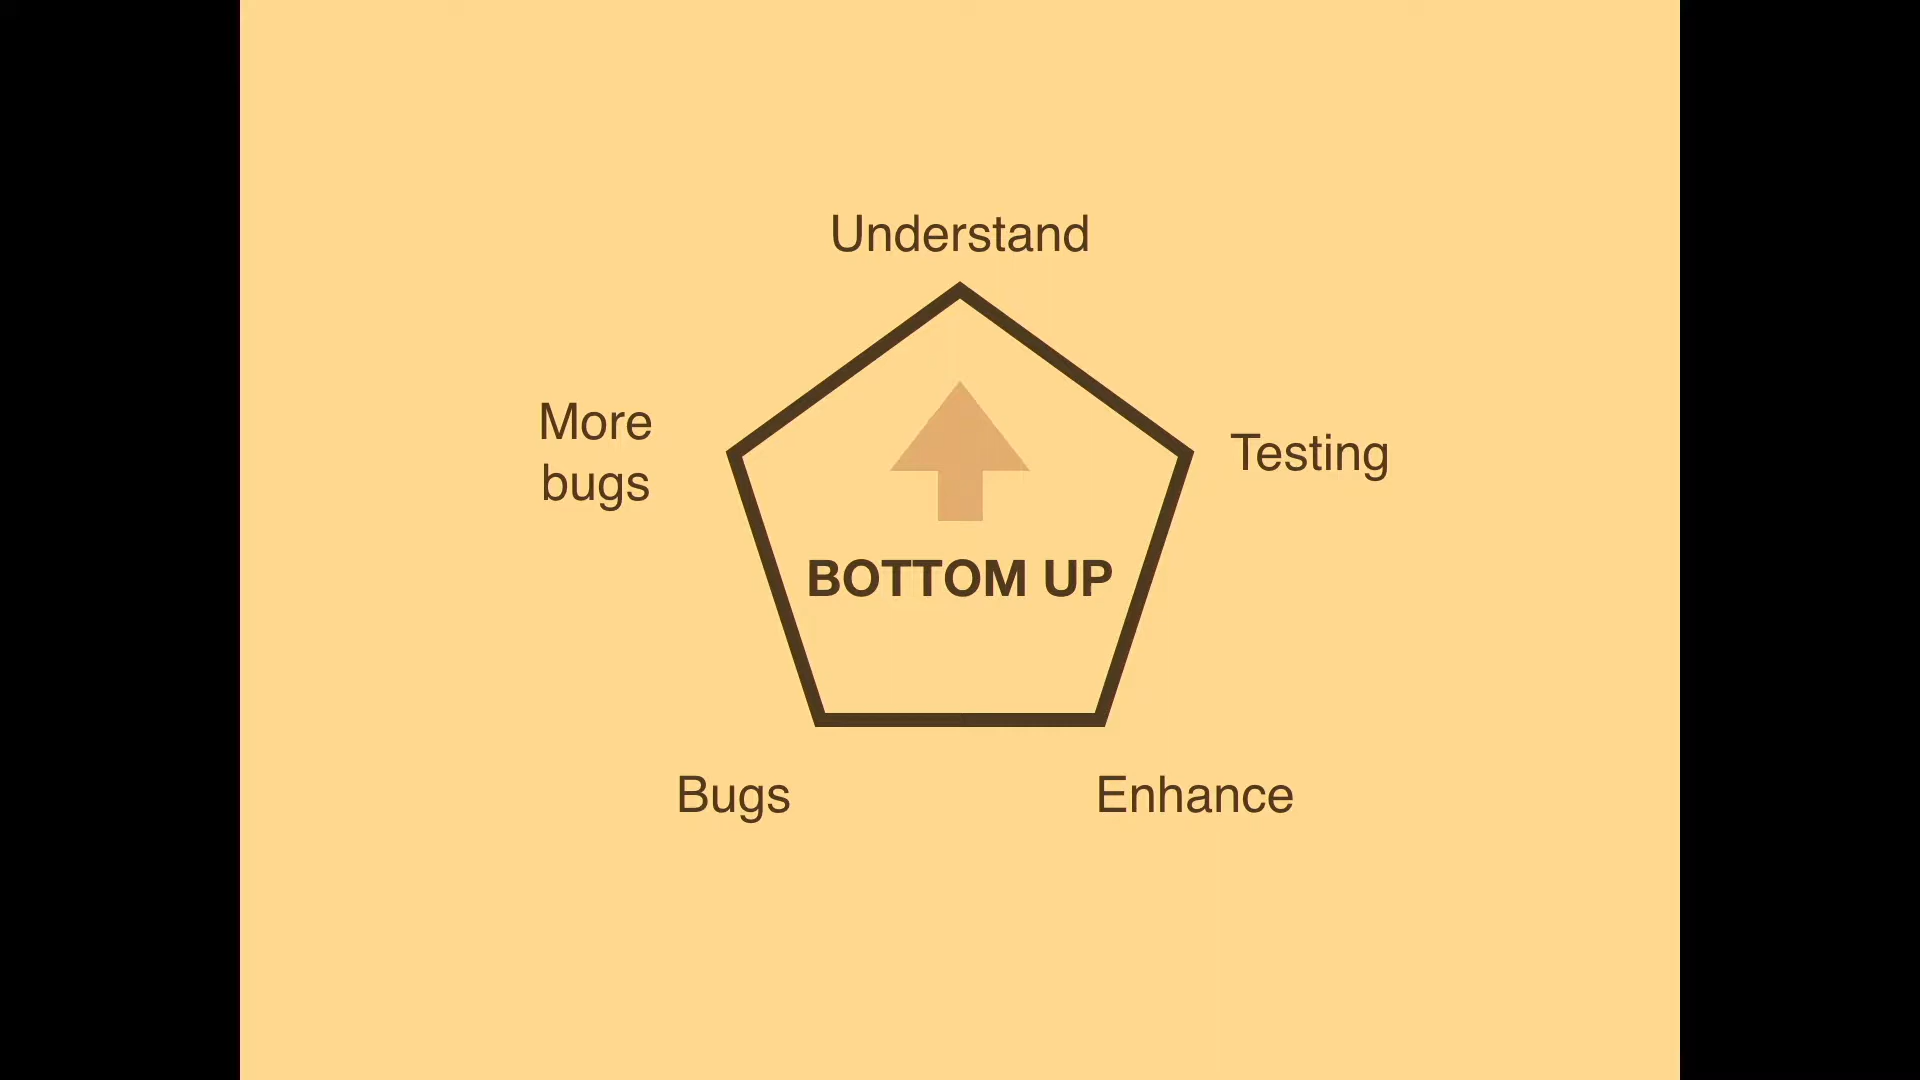 Understand
More
bugs
Testing
BOTTOM UP
Bugs
Enhance